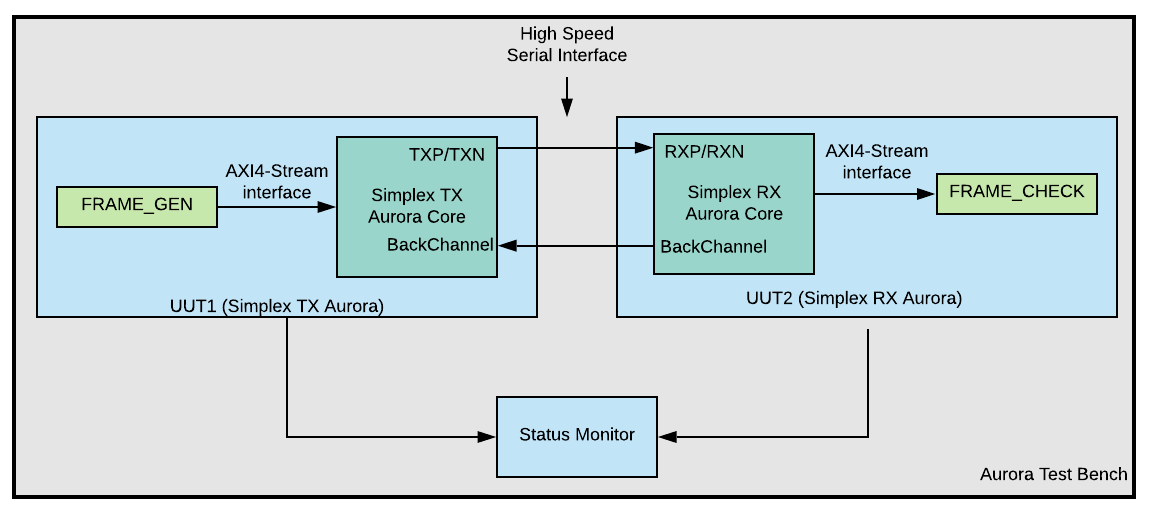 High Speed
Serial Interface
TXP/TXN
RXP/RXN
AXI4-Stream
interface
AXI4-Stream
interface
FRAME_GEN
Simplex TX
Aurora Core
Simplex RX
Aurora Core
FRAME_CHECK
BackChannel
BackChannel
UUT1 (Simplex TX Aurora)
UUT2 (Simplex RX Aurora)
Status Monitor
Aurora Test Bench